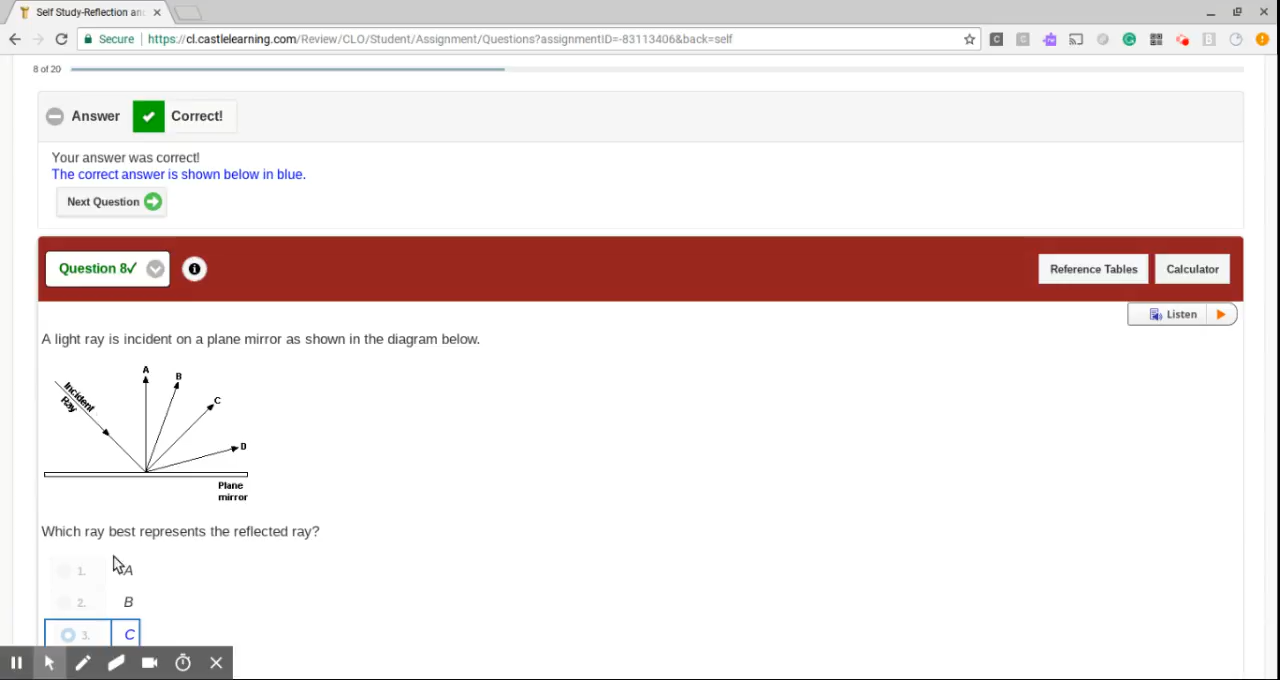 Self Study-Reflection an
Secure https://cl.castlelearning.com/Review/CLO/Student/Assignment/Questions?assignmentID=-83113406&back=self
8 of 20
Answer Correct!
Your answer was correct!
The correct answer is shown below in blue.
Next Question
Question 8✓
Reference Tables Calculator
Listen
A light ray is incident on a plane mirror as shown in the diagram below.
Incident
Ray
A
B
C
D
Plane
mirror
Which ray best represents the reflected ray?
1. A
2. B
3. C